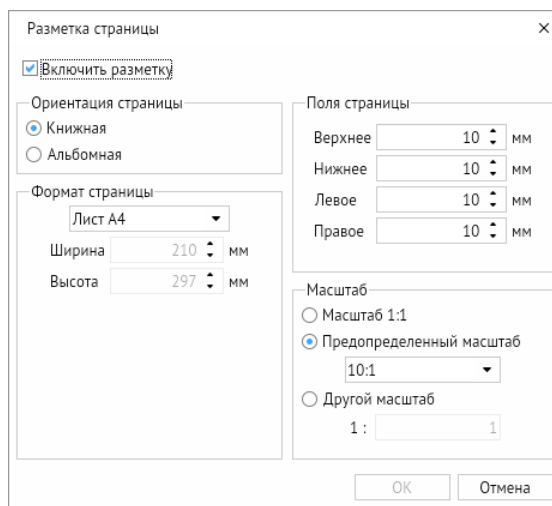 Разметка страницы
Включить разметку
Ориентация страницы
Книжная
Альбомная
Формат страницы
Лист А4
Ширина 210 мм
Высота 297 мм
Поля страницы
Верхнее 10 мм
Нижнее 10 мм
Левое 10 мм
Правое 10 мм
Масштаб
Масштаб 1:1
Предопределенный масштаб
10:1
Другой масштаб
1 : 1
OK Отмена